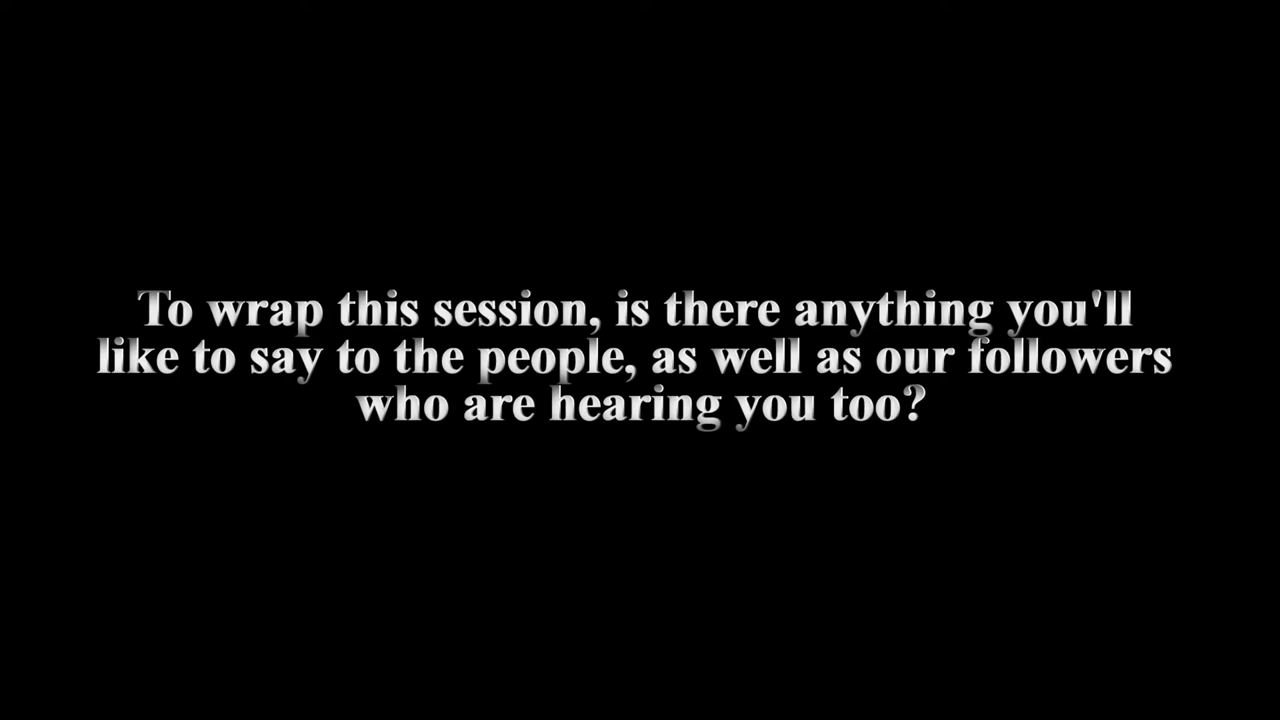 To wrap this session, is there anything you'll
like to say to the people, as well as our followers
who are hearing you too?